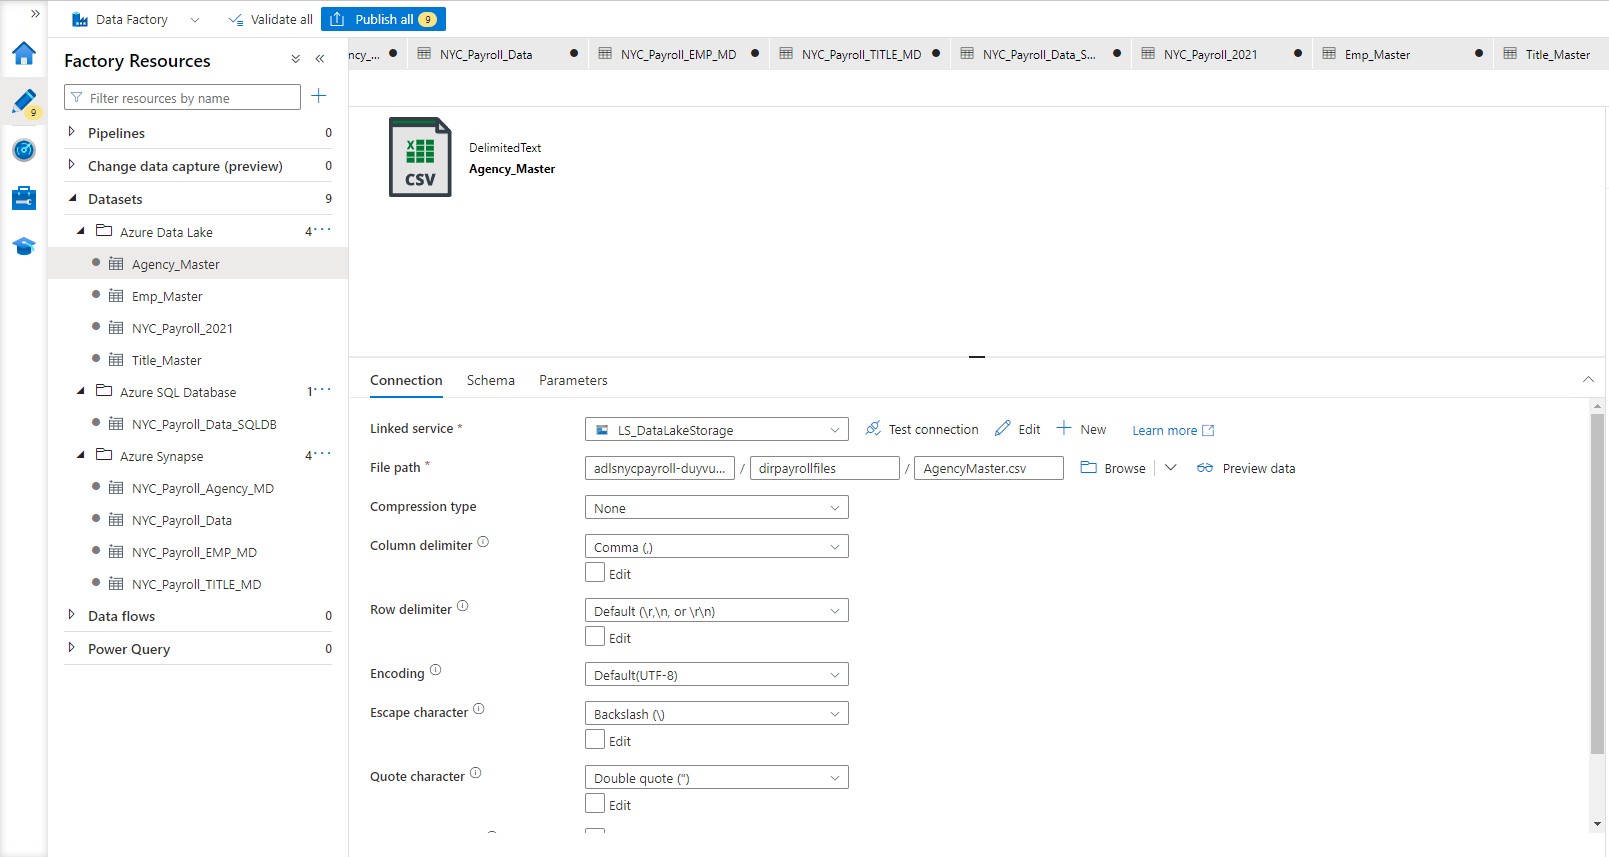 Data Factory
Validate all
Publish all 9
Factory Resources
ncy_...
NYC_Payroll_Data
NYC_Payroll_EMP_MD
NYC_Payroll_TITLE_MD
NYC_Payroll_Data_S...
NYC_Payroll_2021
Emp_Master
Title_Master
Filter resources by name
9
Pipelines 0
Change data capture (preview) 0
Datasets 9
Azure Data Lake 4 ...
Agency_Master
Emp_Master
NYC_Payroll_2021
Title_Master
Azure SQL Database 1 ...
NYC_Payroll_Data_SQLDB
Azure Synapse 4 ...
NYC_Payroll_Agency_MD
NYC_Payroll_Data
NYC_Payroll_EMP_MD
NYC_Payroll_TITLE_MD
Data flows 0
Power Query 0
X
CSV
DelimitedText
Agency_Master
Connection Schema Parameters
Linked service * LS_DataLakeStorage Test connection Edit New Learn more
File path * adlsnycpayroll-duyvu... / dirpayrollfiles / AgencyMaster.csv Browse Preview data
Compression type None
Column delimiter Comma (,)
Edit
Row delimiter Default (\r,\n, or \r\n)
Edit
Encoding Default(UTF-8)
Escape character Backslash (\)
Edit
Quote character Double quote (")
Edit